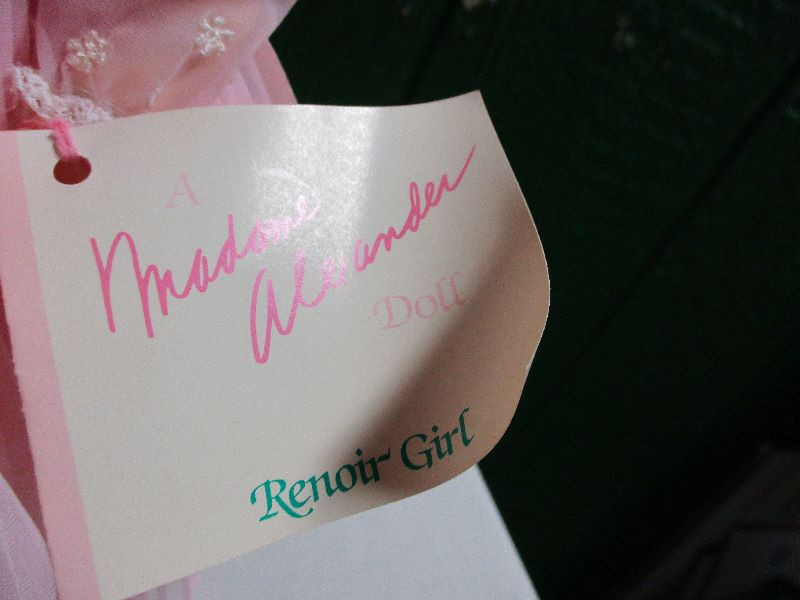 A
Madame
Alexander
Doll
Renoir Girl